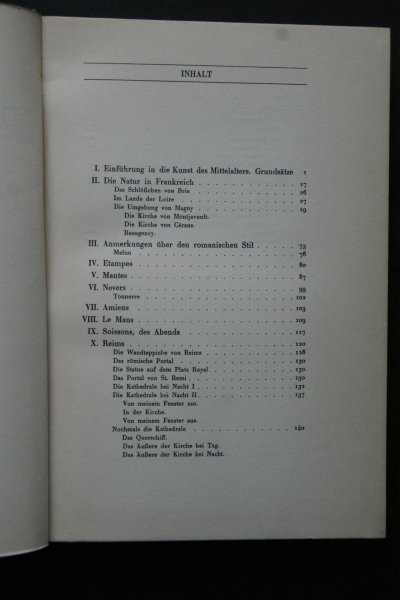 INHALT
I. Einführung in die Kunst des Mittelalters. Grundsätze 1
II. Die Natur in Frankreich . . . . . . . . . . . . 17
Das Schlößchen von Brie . . . . . . . . . . . 26
Im Lande der Loire . . . . . . . . . . . . . 27
Die Umgebung von Magny . . . . . . . . . . . 29
Die Kirche von Montjavoult.
Die Kirche von Cérans.
Beaugency.
III. Anmerkungen über den romanischen Stil . . . . . 73
Melun . . . . . . . . . . . . . . . . . 78
IV. Etampes . . . . . . . . . . . . . . . . 80
V. Mantes . . . . . . . . . . . . . . . . 87
VI. Nevers . . . . . . . . . . . . . . . . 99
Tonnerre . . . . . . . . . . . . . . . . 102
VII. Amiens . . . . . . . . . . . . . . . . 103
VIII. Le Mans . . . . . . . . . . . . . . . 109
IX. Soissons, des Abends . . . . . . . . . . . 117
X. Reims . . . . . . . . . . . . . . . . 120
Die Wandteppiche von Reims . . . . . . . . . 128
Das römische Portal . . . . . . . . . . . . 130
Die Statue auf dem Platz Royal . . . . . . . . 130
Das Portal von St. Remi . . . . . . . . . . . 130
Die Kathedrale bei Nacht I . . . . . . . . . . 132
Die Kathedrale bei Nacht II . . . . . . . . . . 137
Von meinem Fenster aus.
In der Kirche.
Von meinem Fenster aus.
Nochmals die Kathedrale . . . . . . . . . . . 140
Das Querschiff.
Das Äußere der Kirche bei Tag.
Das Äußere der Kirche bei Nacht.